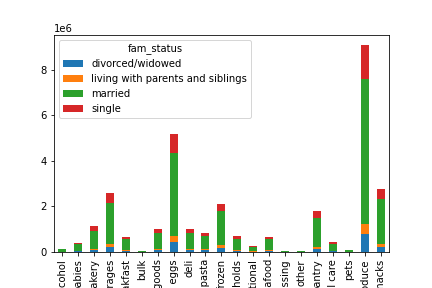 1e6
fam_status
divorced/widowed
living with parents and siblings
married
single
8
6
4
2
0
cohol
abies
akery
rages
kfast
bulk
goods
eggs
deli
pasta
rozen
holds
tional
afood
ssing
other
antry
l care
pets
oduce
nacks